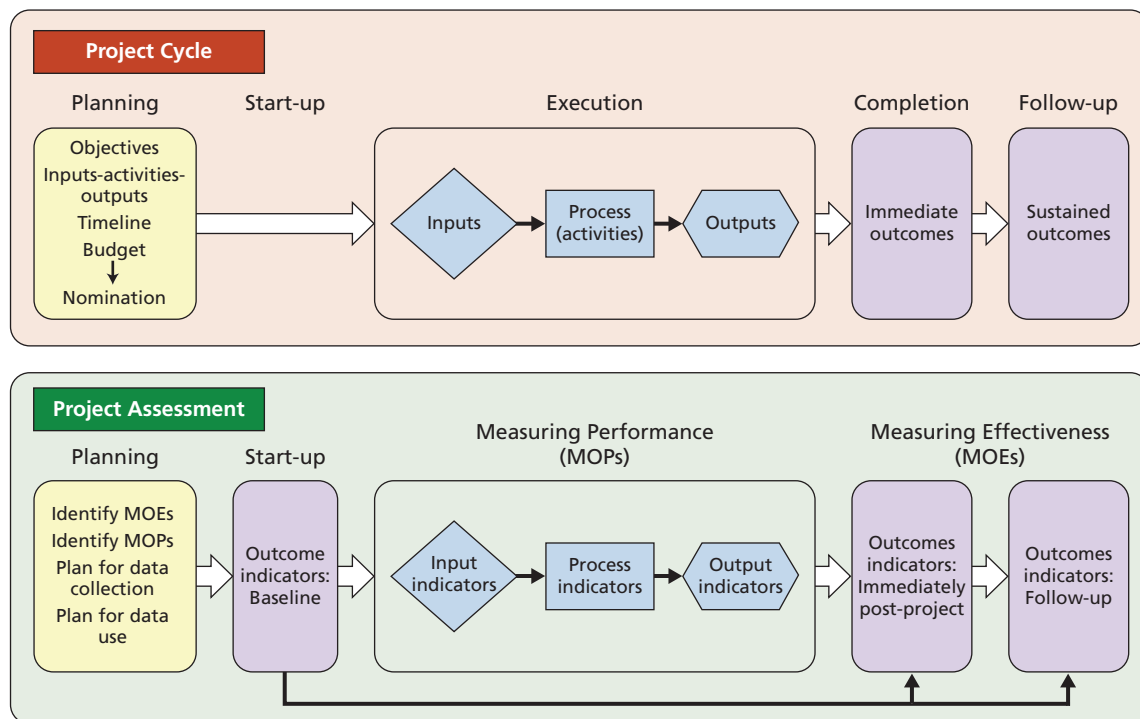 Project Cycle
Planning
Start-up
Execution
Completion
Follow-up
Objectives
Inputs-activities-
outputs
Timeline
Budget
Nomination
Inputs
Process
(activities)
Outputs
Immediate
outcomes
Sustained
outcomes
Project Assessment
Planning
Start-up
Measuring Performance
(MOPs)
Measuring Effectiveness
(MOEs)
Identify MOEs
Identify MOPs
Plan for data
collection
Plan for data
use
Outcome
indicators:
Baseline
Input
indicators
Process
indicators
Output
indicators
Outcomes
indicators:
Immediately
post-project
Outcomes
indicators:
Follow-up